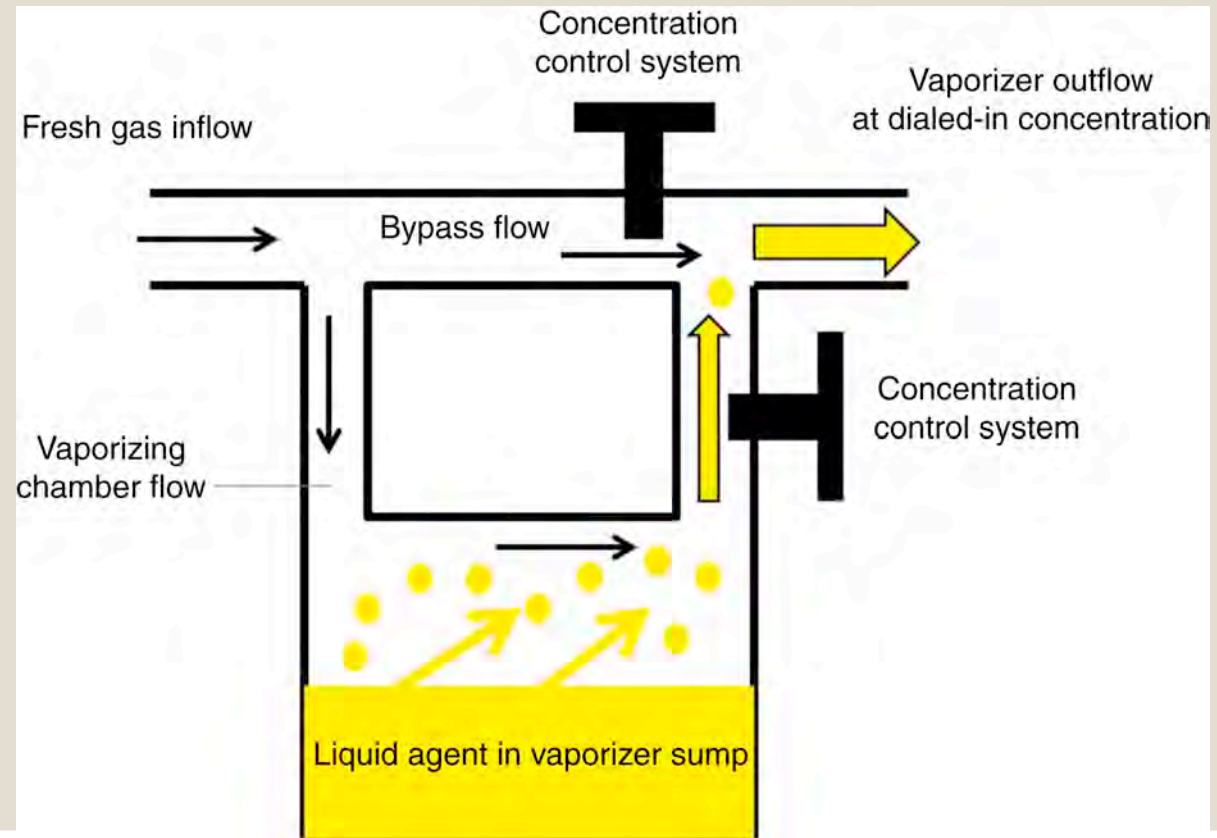 Concentration
control system
Vaporizer outflow
at dialed-in concentration
Fresh gas inflow
Bypass flow
Concentration
control system
Vaporizing
chamber flow
Liquid agent in vaporizer sump